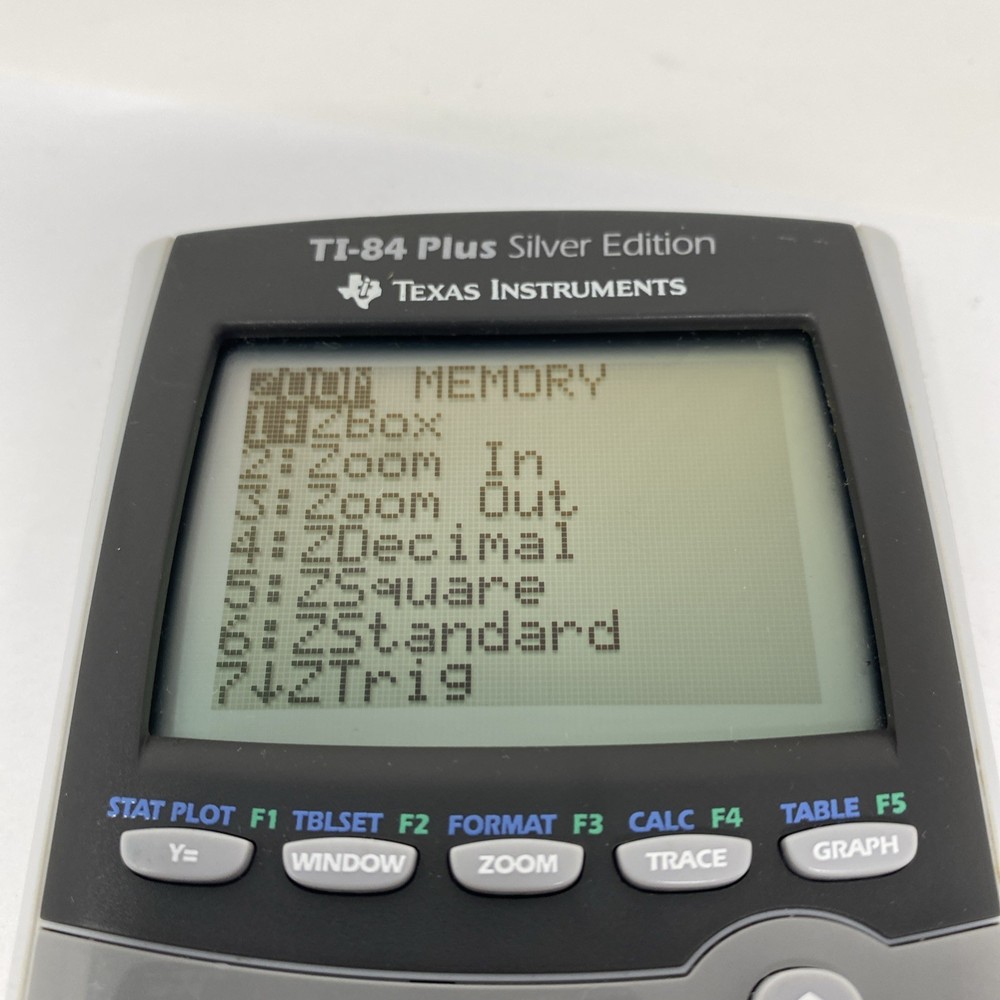 TI-84 Plus Silver Edition
TEXAS INSTRUMENTS
ZOOM MEMORY
1:ZBox
2:Zoom In
3:Zoom Out
4:ZDecimal
5:ZSquare
6:ZStandard
7↓ZTrig
STAT PLOT F1 TBLSET F2 FORMAT F3 CALC F4 TABLE F5
Y= WINDOW ZOOM TRACE GRAPH